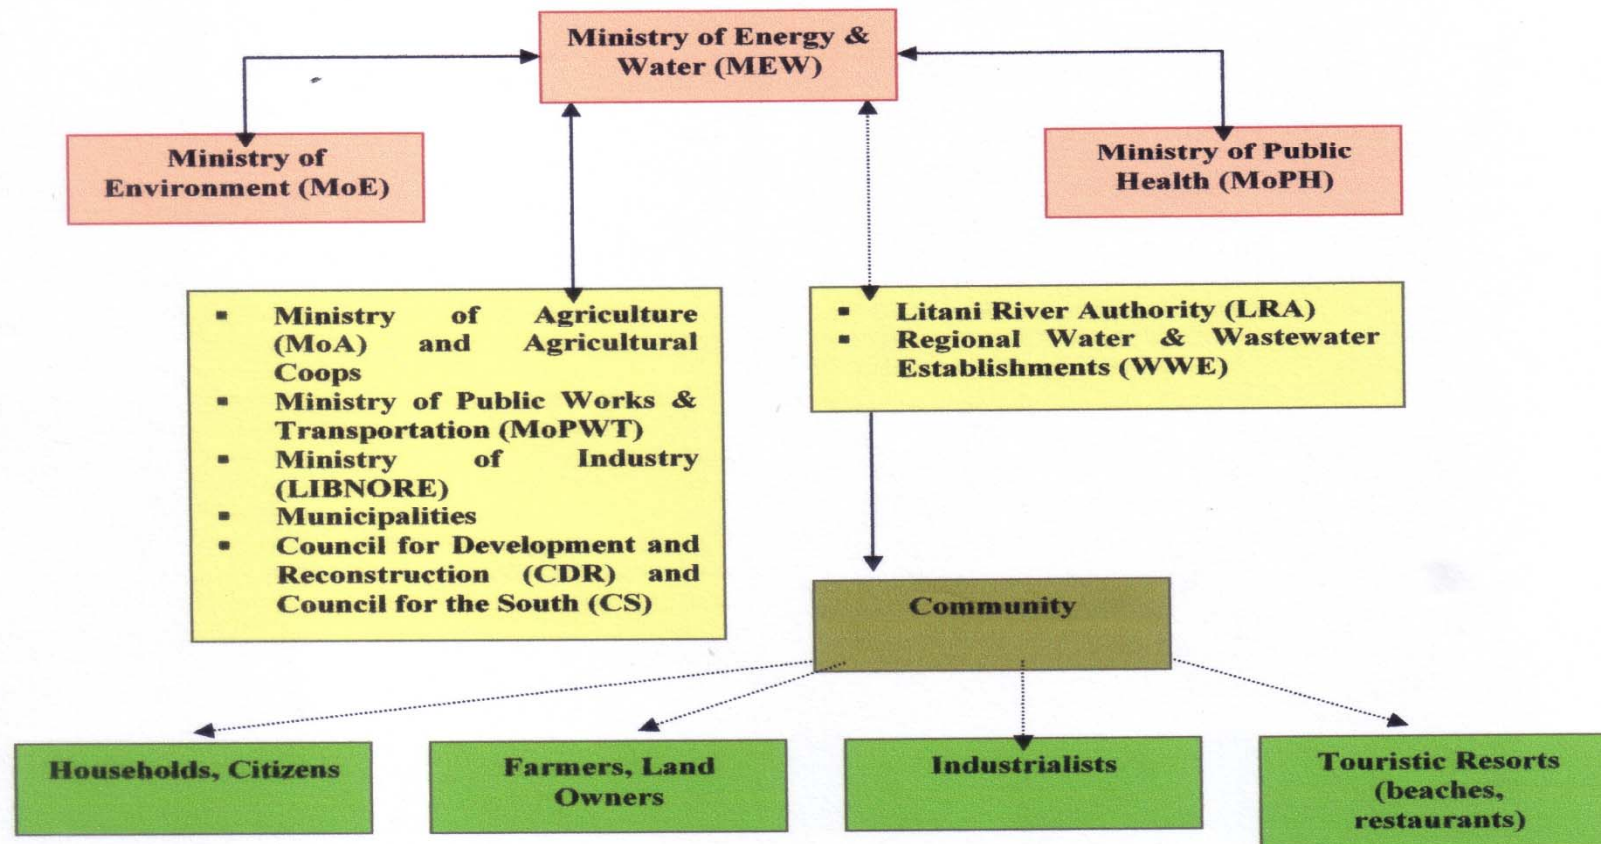 Ministry of Energy &
Water (MEW)
Ministry of
Environment (MoE)
Ministry of Public
Health (MoPH)
▪ Ministry of Agriculture
(MoA) and Agricultural
Coops
▪ Ministry of Public Works &
Transportation (MoPWT)
▪ Ministry of Industry
(LIBNORE)
▪ Municipalities
▪ Council for Development and
Reconstruction (CDR) and
Council for the South (CS)
▪ Litani River Authority (LRA)
▪ Regional Water & Wastewater
Establishments (WWE)
Community
Households, Citizens
Farmers, Land
Owners
Industrialists
Touristic Resorts
(beaches,
restaurants)